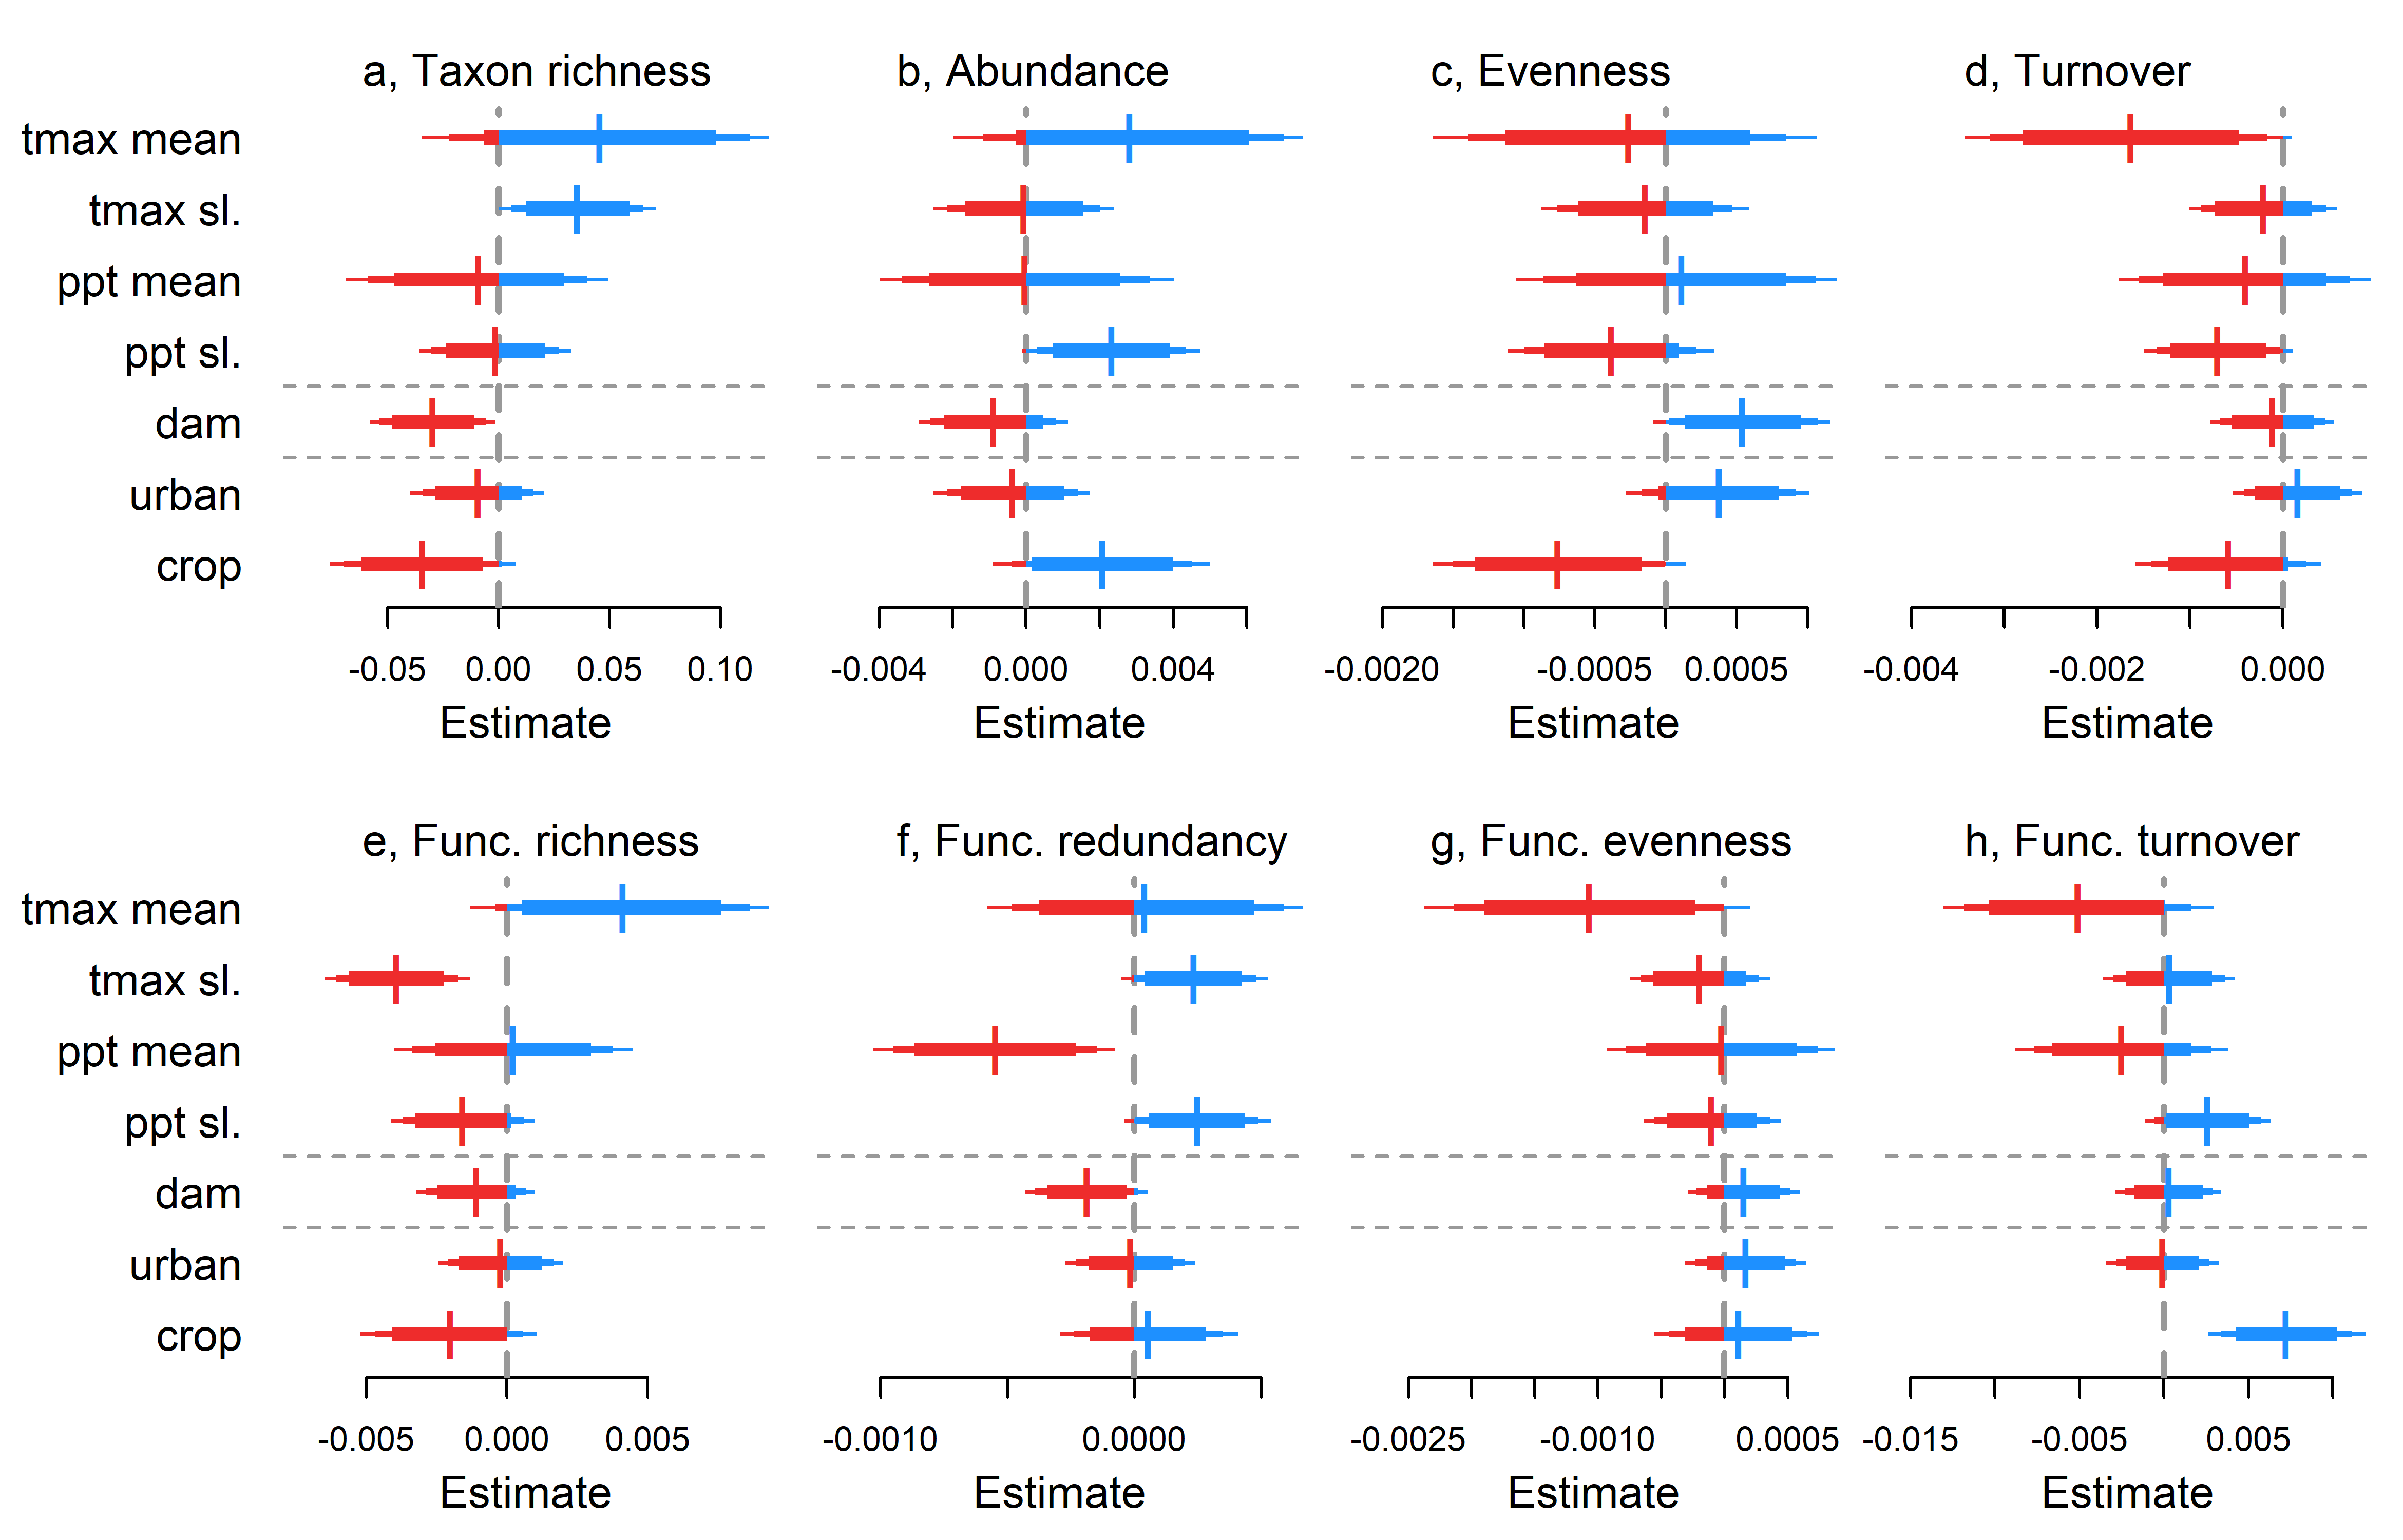 a, Taxon richness
b, Abundance
c, Evenness
d, Turnover
tmax mean
tmax sl.
ppt mean
ppt sl.
dam
urban
crop
-0.05 0.00 0.05 0.10
-0.004 0.000 0.004
-0.0020 -0.0005 0.0005
-0.004 -0.002 0.000
Estimate
Estimate
Estimate
Estimate
e, Func. richness
f, Func. redundancy
g, Func. evenness
h, Func. turnover
tmax mean
tmax sl.
ppt mean
ppt sl.
dam
urban
crop
-0.005 0.000 0.005
-0.0010 0.0000
-0.0025 -0.0010 0.0005
-0.015 -0.005 0.005
Estimate
Estimate
Estimate
Estimate